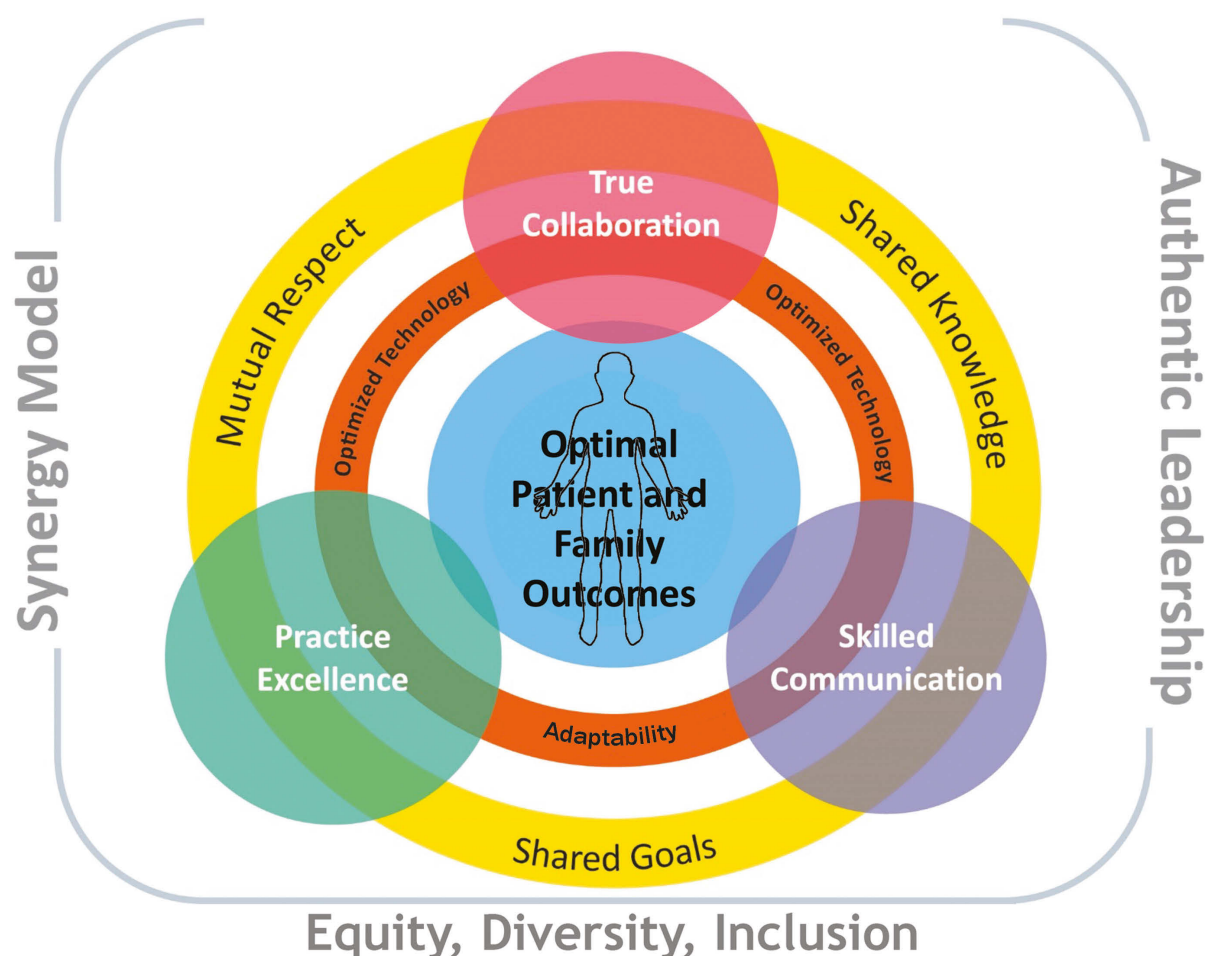 True
Collaboration
Mutual Respect
Shared Knowledge
Optimized Technology
Optimized Technology
Synergy Model
Authentic Leadership
Optimal
Patient and
Family
Outcomes
Practice
Excellence
Skilled
Communication
Adaptability
Shared Goals
Equity, Diversity, Inclusion